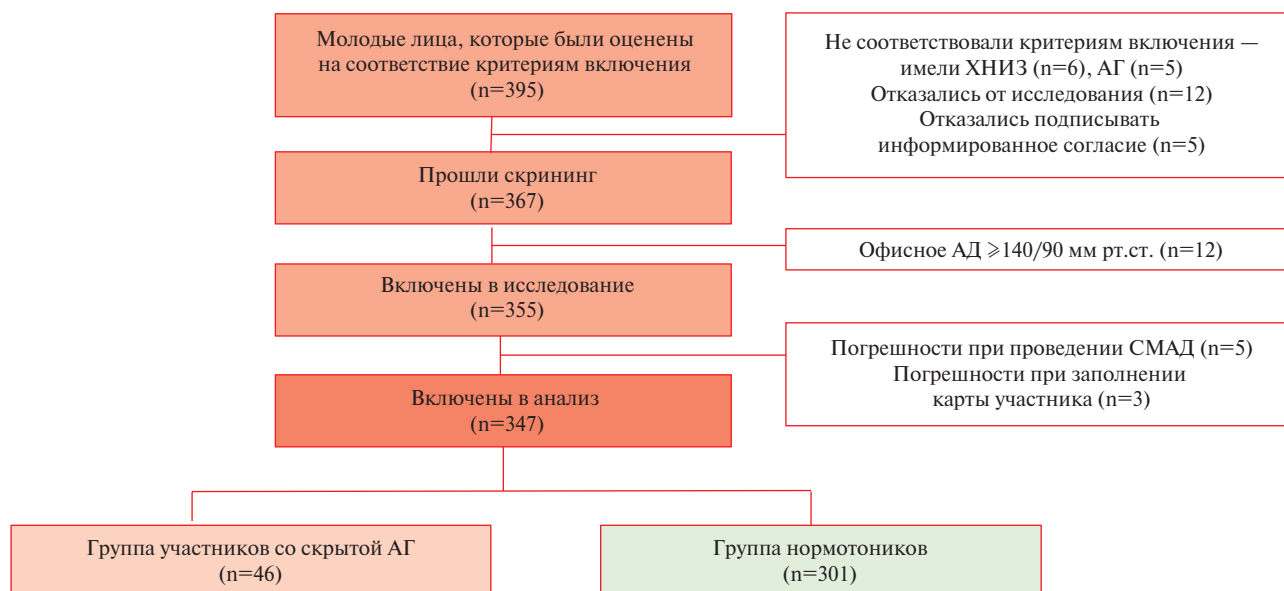 Молодые лица, которые были оценены
на соответствие критериям включения
(n=395)
Не соответствовали критериям включения —
имели ХНИЗ (n=6), АГ (n=5)
Отказались от исследования (n=12)
Отказались подписывать
информированное согласие (n=5)
Прошли скрининг
(n=367)
Офисное АД ⩾140/90 мм рт.ст. (n=12)
Включены в исследование
(n=355)
Погрешности при проведении СМАД (n=5)
Погрешности при заполнении
карты участника (n=3)
Включены в анализ
(n=347)
Группа участников со скрытой АГ
(n=46)
Группа нормотоников
(n=301)